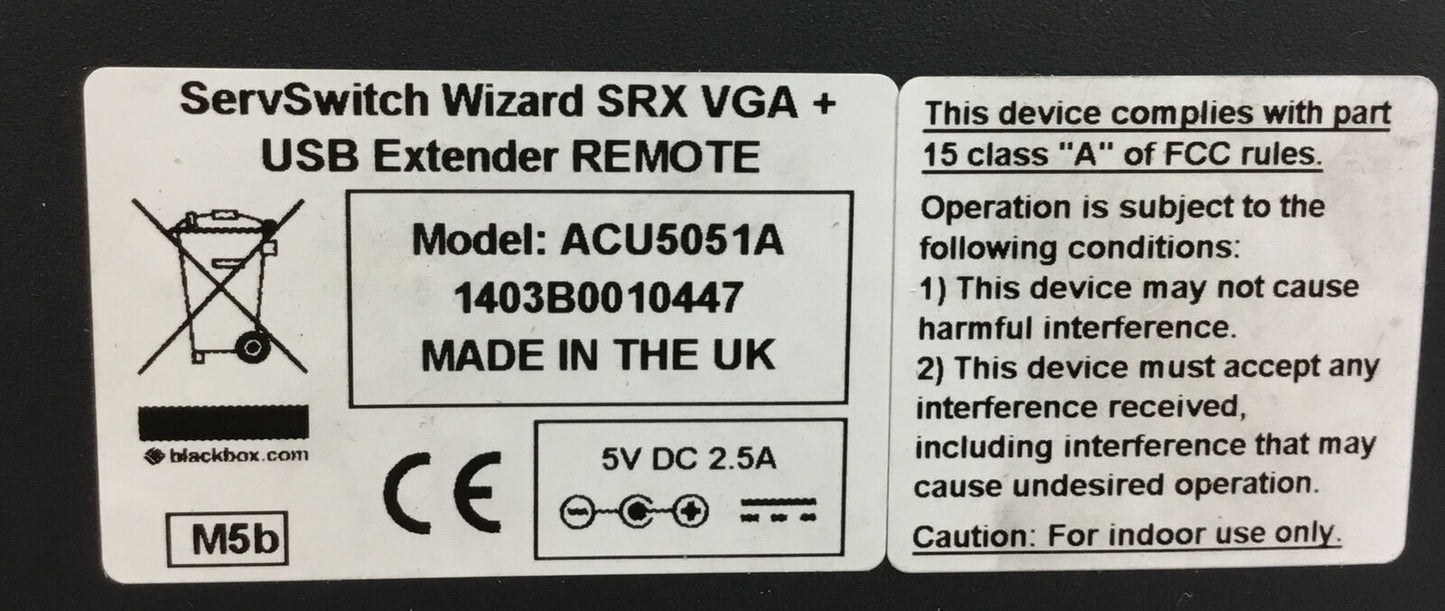 ServSwitch Wizard SRX VGA +
USB Extender REMOTE
Model: ACU5051A
1403B0010447
MADE IN THE UK
blackbox.com
M5b
CE
5V DC 2.5A
This device complies with part
15 class "A" of FCC rules.
Operation is subject to the
following conditions:
1) This device may not cause
harmful interference.
2) This device must accept any
interference received,
including interference that may
cause undesired operation.
Caution: For indoor use only.